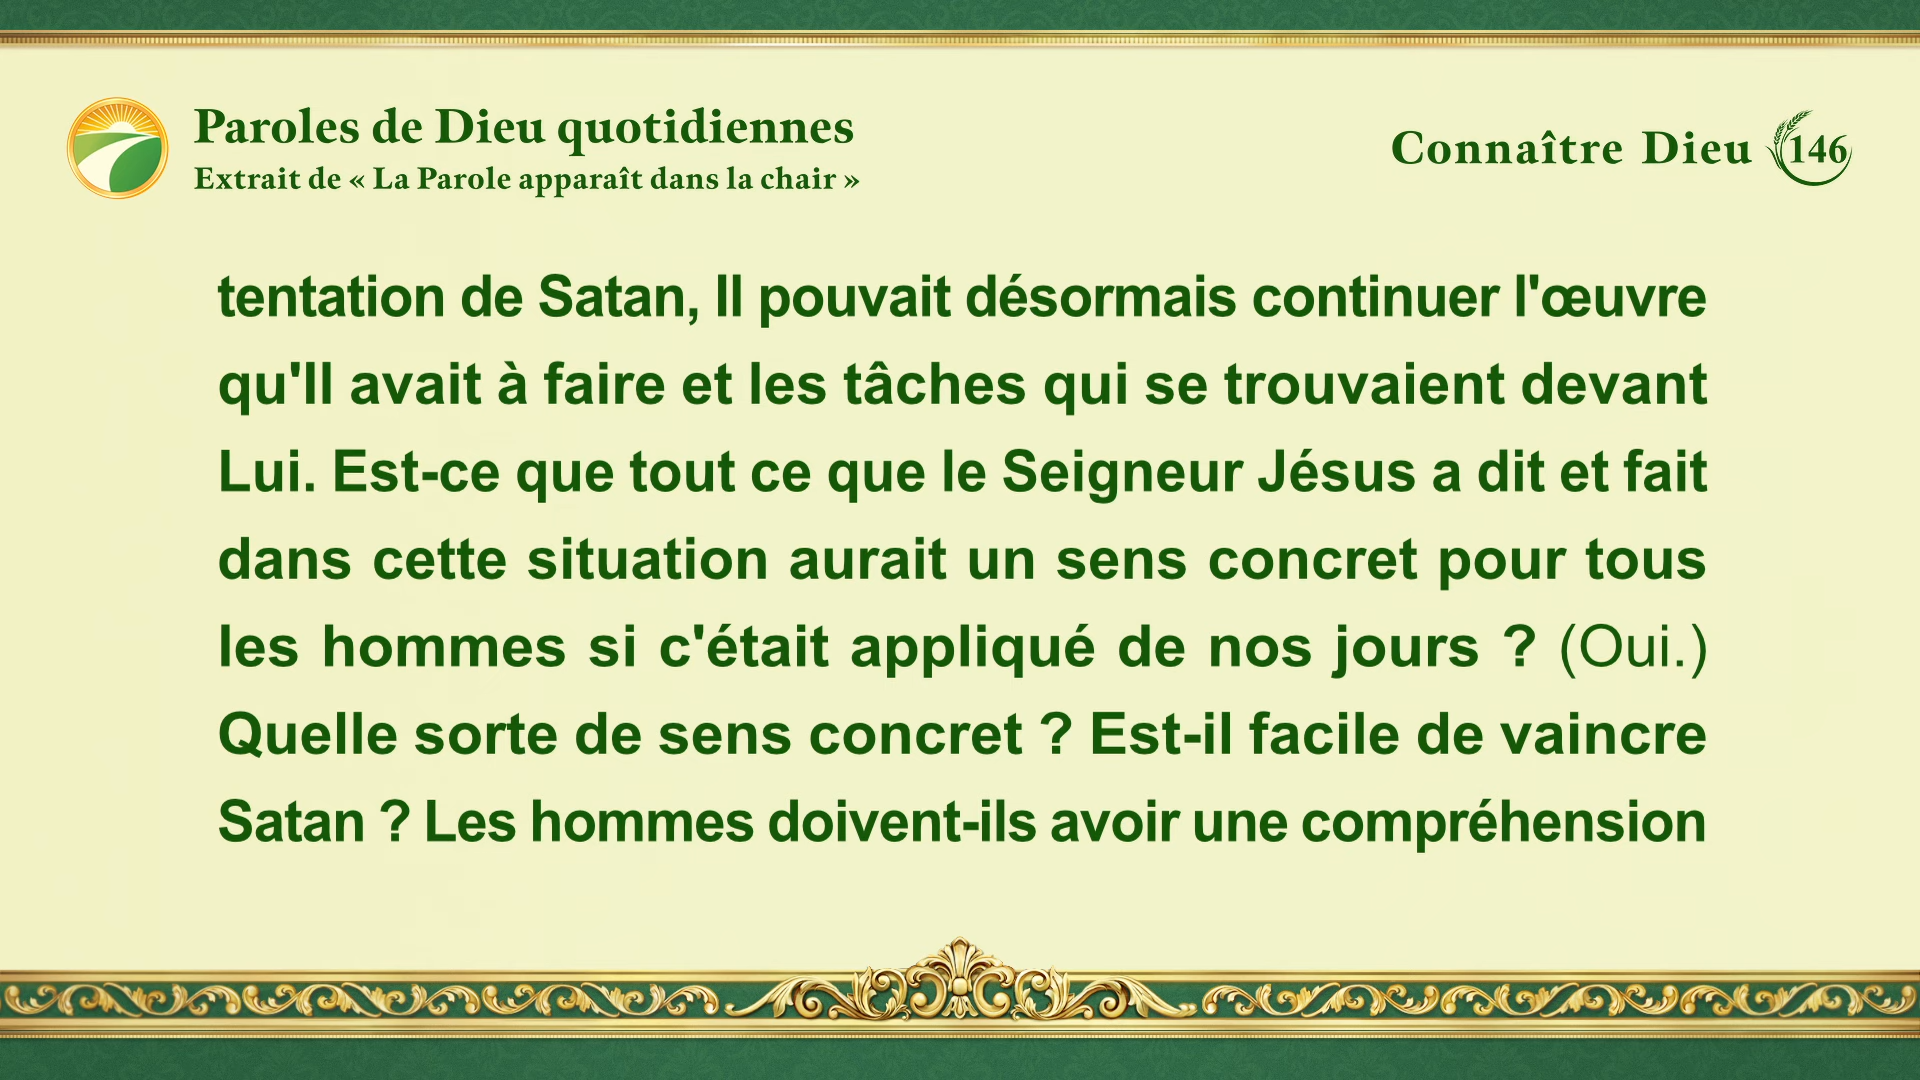 Paroles de Dieu quotidiennes
Extrait de « La Parole apparaît dans la chair »
Connaître Dieu 146
tentation de Satan, Il pouvait désormais continuer l'œuvre
qu'Il avait à faire et les tâches qui se trouvaient devant
Lui. Est-ce que tout ce que le Seigneur Jésus a dit et fait
dans cette situation aurait un sens concret pour tous
les hommes si c'était appliqué de nos jours ? (Oui.)
Quelle sorte de sens concret ? Est-il facile de vaincre
Satan ? Les hommes doivent-ils avoir une compréhension